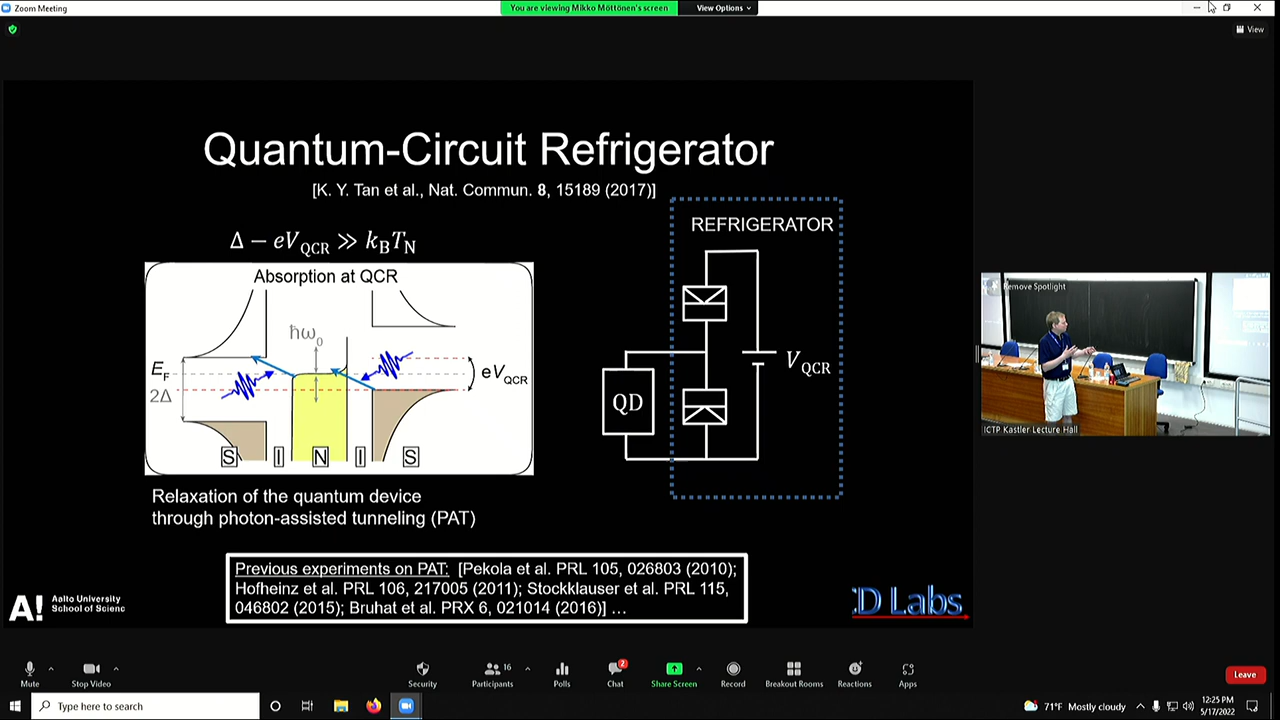 Zoom Meeting
You are viewing Mikko Möttönen's screen
View Options
View
Quantum-Circuit Refrigerator
[K. Y. Tan et al., Nat. Commun. 8, 15189 (2017)]
Δ − eV_QCR ≫ k_B T_N
Absorption at QCR
ħω₀
E_F
2Δ
eV_QCR
S I N I S
Relaxation of the quantum device
through photon-assisted tunneling (PAT)
REFRIGERATOR
QD
V_QCR
Previous experiments on PAT: [Pekola et al. PRL 105, 026803 (2010);
Hofheinz et al. PRL 106, 217005 (2011); Stockklauser et al. PRL 115,
046802 (2015); Bruhat et al. PRX 6, 021014 (2016)] ...
A!
Aalto University
School of Scienc
:D Labs
Remove Spotlight
ICTP Kastler Lecture Hall
Mute
Stop Video
Security
16
Participants
Polls
2
Chat
Share Screen
Record
Breakout Rooms
Reactions
Apps
Leave
Type here to search
71°F Mostly cloudy
12:25 PM
5/17/2022